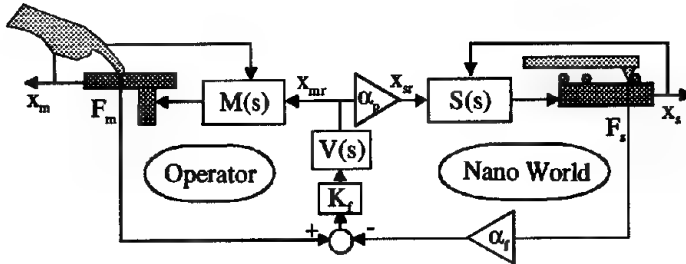 x_m
F_m
M(s)
x_mr
α_p
x_sr
S(s)
F_s
x_s
V(s)
Operator
Nano World
K_f
+
-
α_f